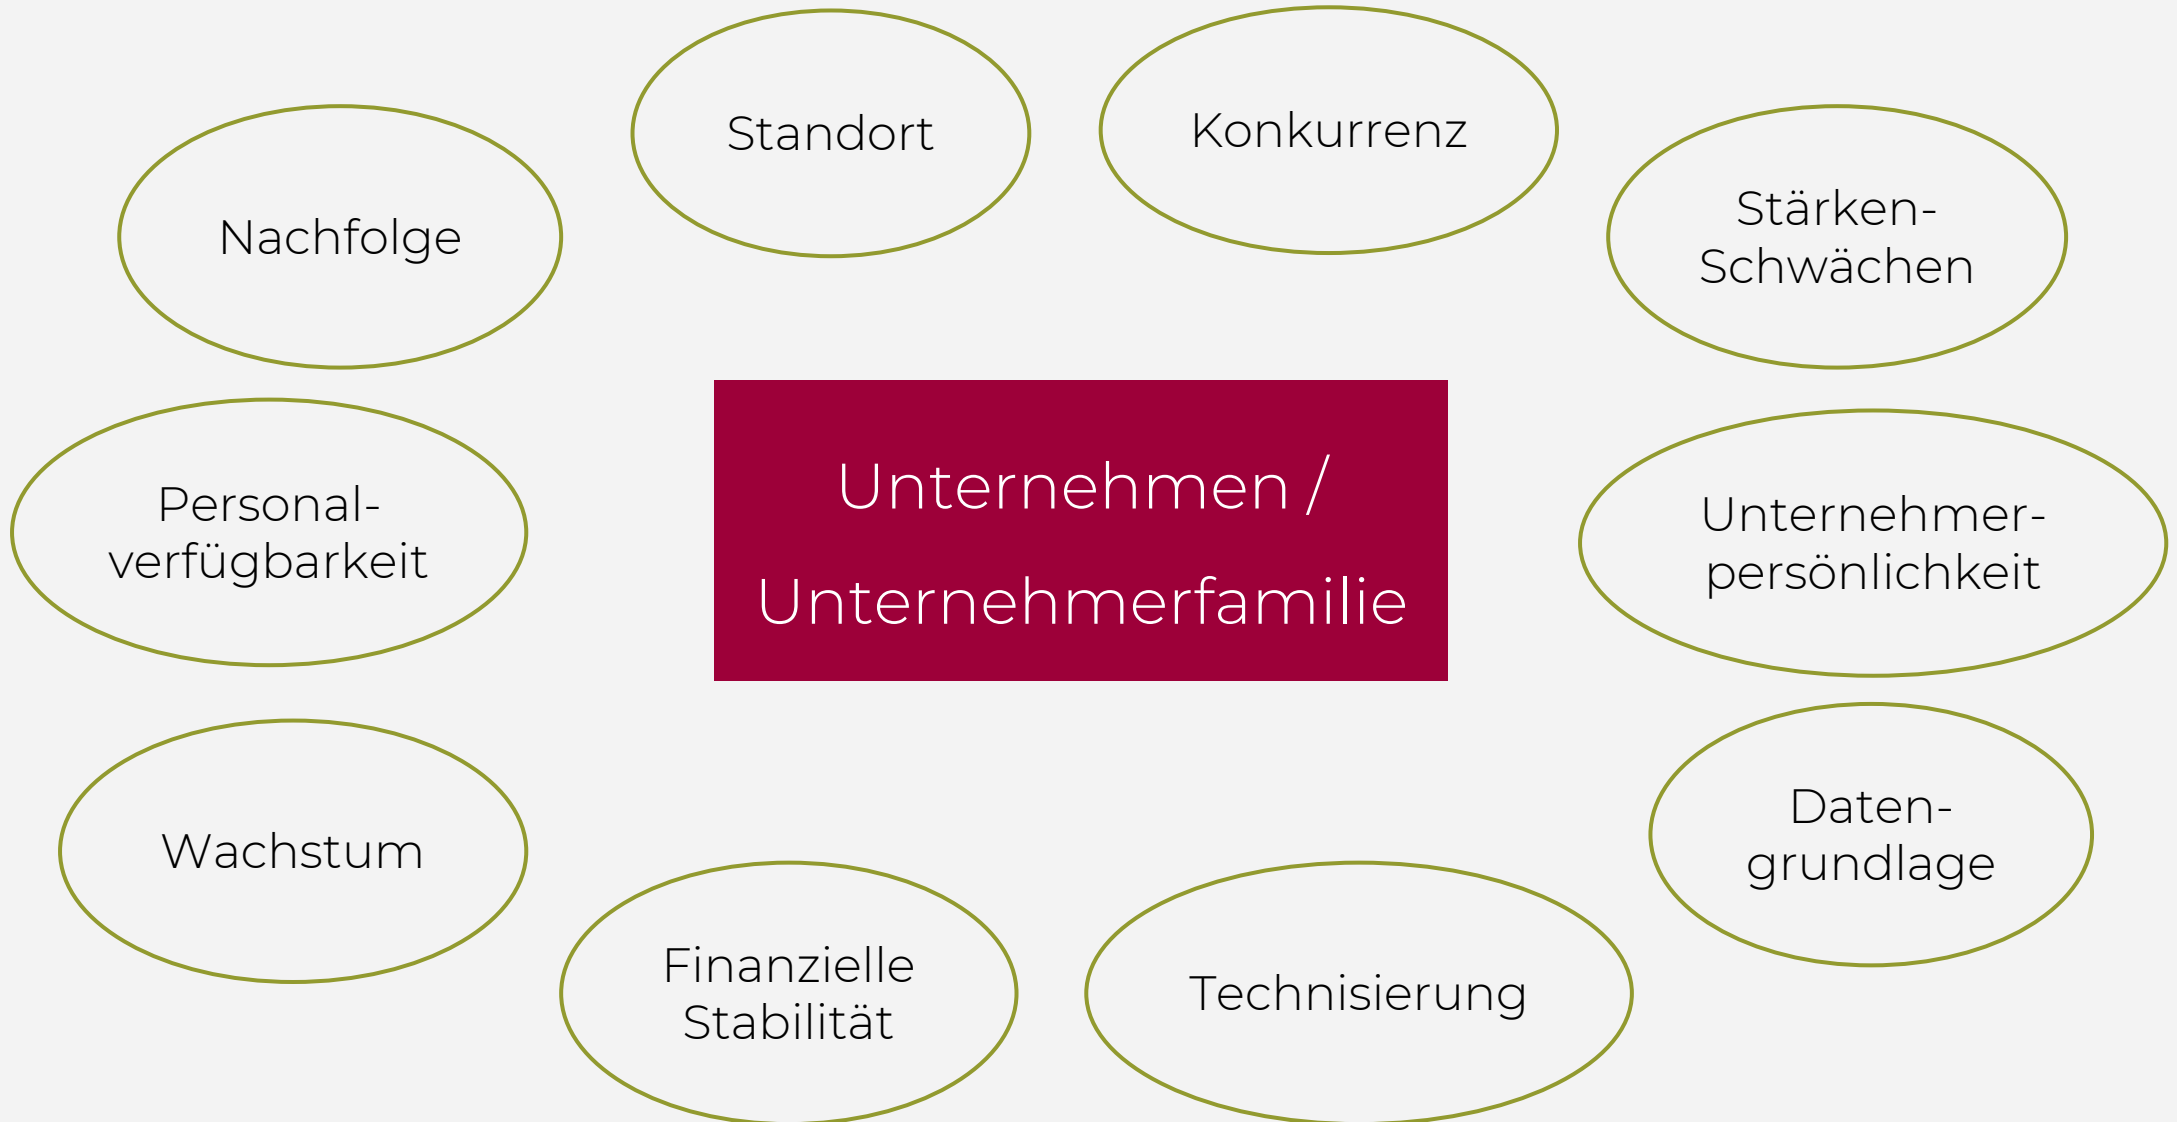 Standort
Konkurrenz
Nachfolge
Stärken-
Schwächen
Unternehmen /
Unternehmerfamilie
Personal-
verfügbarkeit
Unternehmer-
persönlichkeit
Daten-
grundlage
Wachstum
Finanzielle
Stabilität
Technisierung